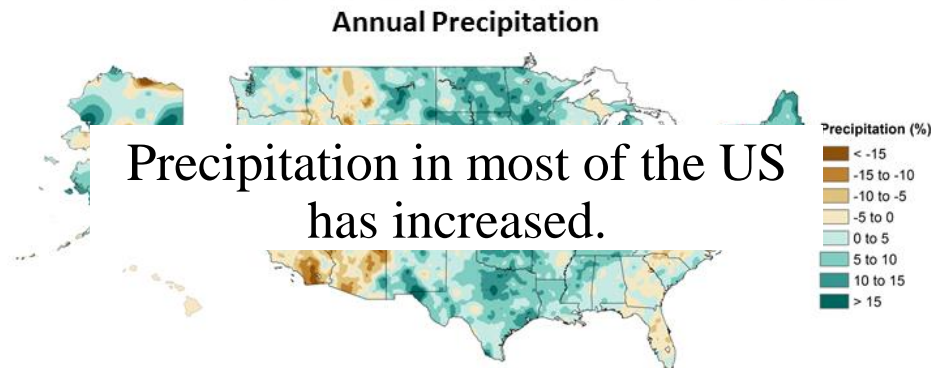 Annual Precipitation
Precipitation in most of the US
has increased.
Precipitation (%)
< -15
-15 to -10
-10 to -5
-5 to 0
0 to 5
5 to 10
10 to 15
> 15